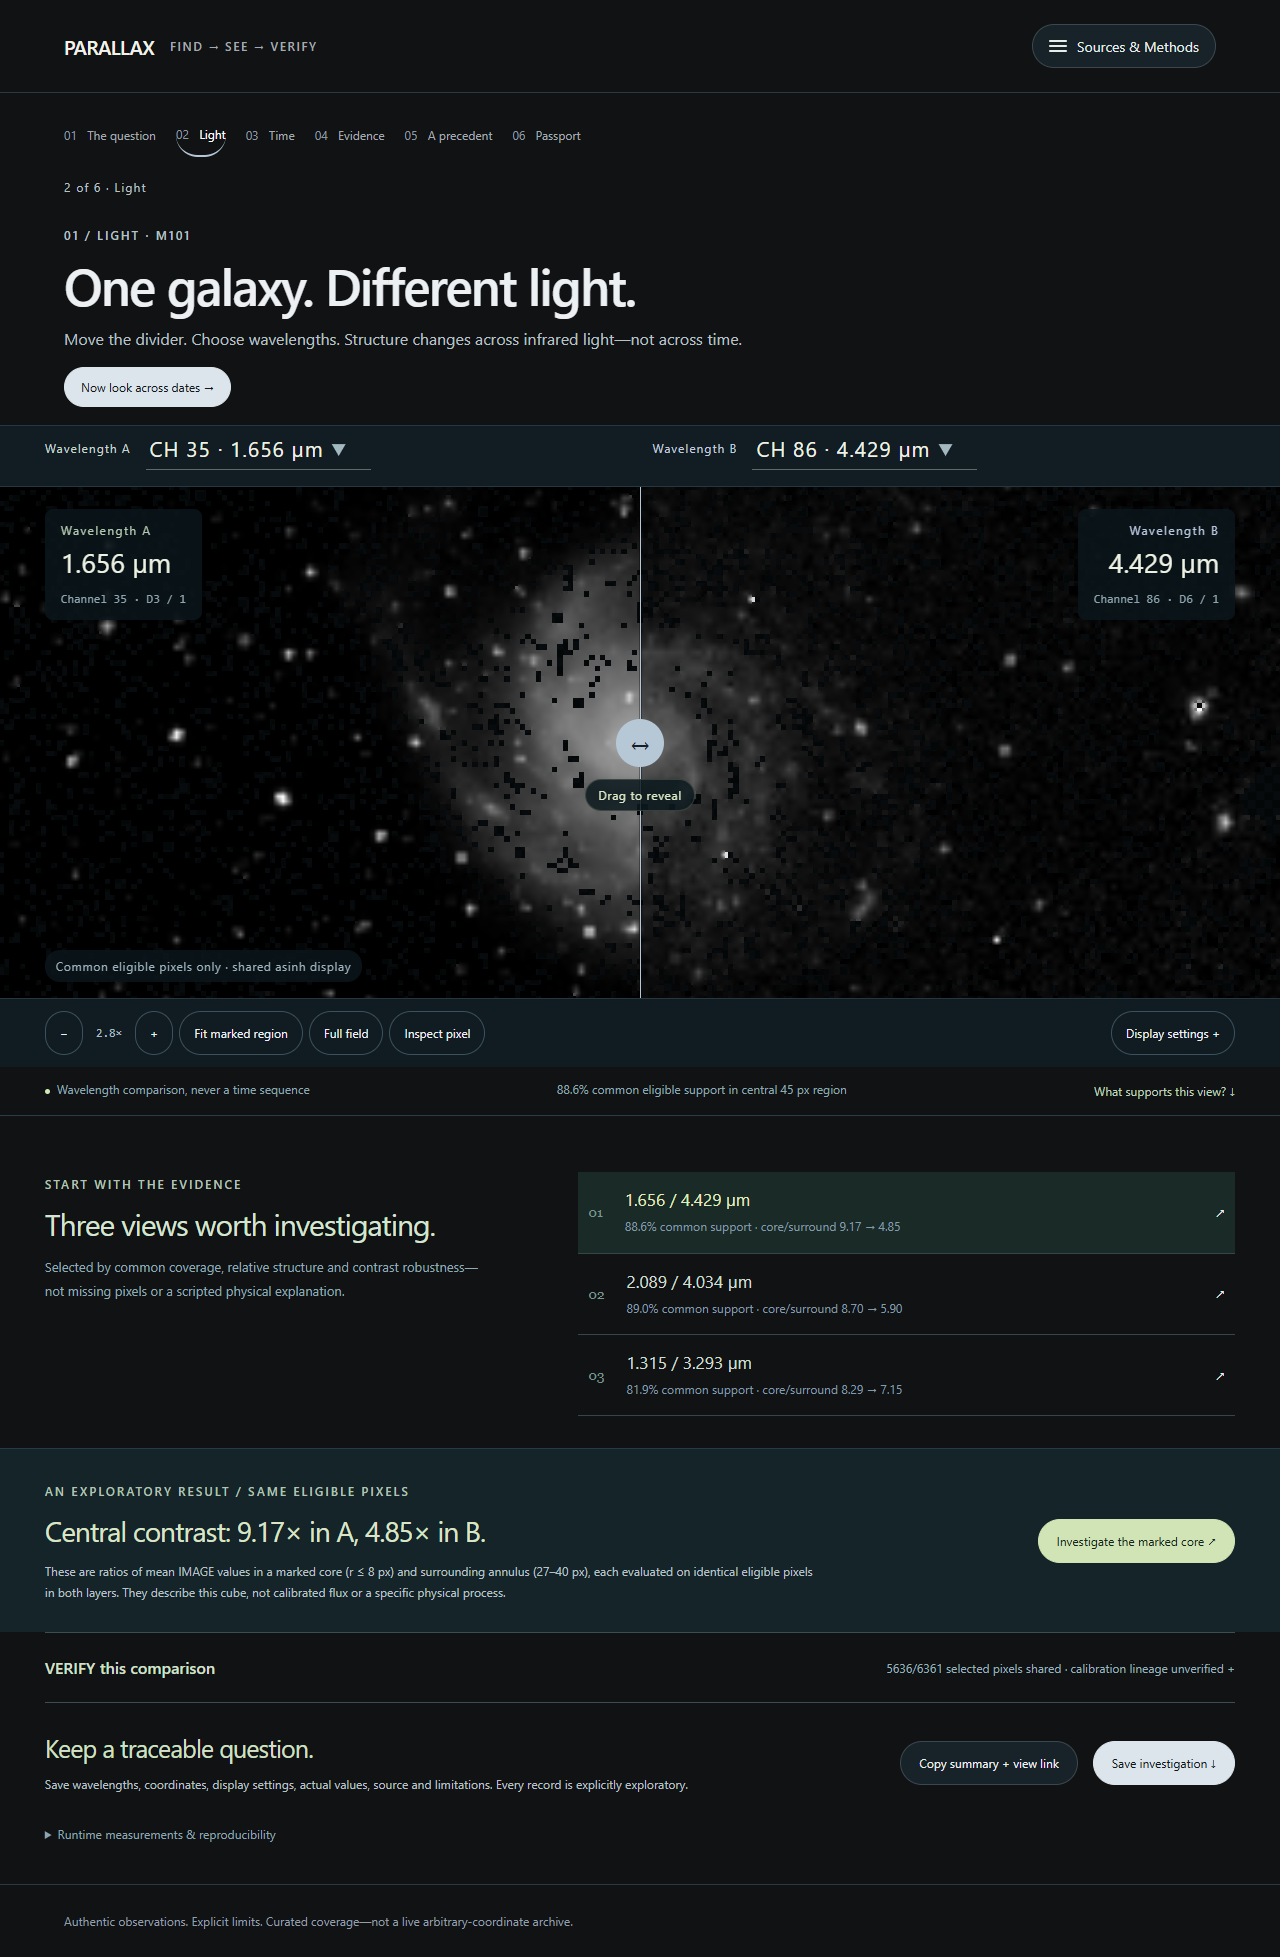 PARALLAX FIND → SEE → VERIFY
Sources & Methods
01 The question 02 Light 03 Time 04 Evidence 05 A precedent 06 Passport
2 of 6 · Light
01 / LIGHT · M101
One galaxy. Different light.
Move the divider. Choose wavelengths. Structure changes across infrared light—not across time.
Now look across dates →
Wavelength A CH 35 · 1.656 µm ▼
Wavelength B CH 86 · 4.429 µm ▼
Wavelength A
1.656 µm
Channel 35 · D3 / 1
Wavelength B
4.429 µm
Channel 86 · D6 / 1
↔
Drag to reveal
Common eligible pixels only · shared asinh display
− 2.8× + Fit marked region Full field Inspect pixel Display settings +
Wavelength comparison, never a time sequence
88.6% common eligible support in central 45 px region
What supports this view? ↓
START WITH THE EVIDENCE
Three views worth investigating.
Selected by common coverage, relative structure and contrast robustness—
not missing pixels or a scripted physical explanation.
01 1.656 / 4.429 µm ↗
88.6% common support · core/surround 9.17 → 4.85
02 2.089 / 4.034 µm ↗
89.0% common support · core/surround 8.70 → 5.90
03 1.315 / 3.293 µm ↗
81.9% common support · core/surround 8.29 → 7.15
AN EXPLORATORY RESULT / SAME ELIGIBLE PIXELS
Central contrast: 9.17× in A, 4.85× in B.
These are ratios of mean IMAGE values in a marked core (r ≤ 8 px) and surrounding annulus (27–40 px), each evaluated on identical eligible pixels
in both layers. They describe this cube, not calibrated flux or a specific physical process.
Investigate the marked core ↗
VERIFY this comparison
5636/6361 selected pixels shared · calibration lineage unverified +
Keep a traceable question.
Save wavelengths, coordinates, display settings, actual values, source and limitations. Every record is explicitly exploratory.
Copy summary + view link
Save investigation ↓
▶ Runtime measurements & reproducibility
Authentic observations. Explicit limits. Curated coverage—not a live arbitrary-coordinate archive.